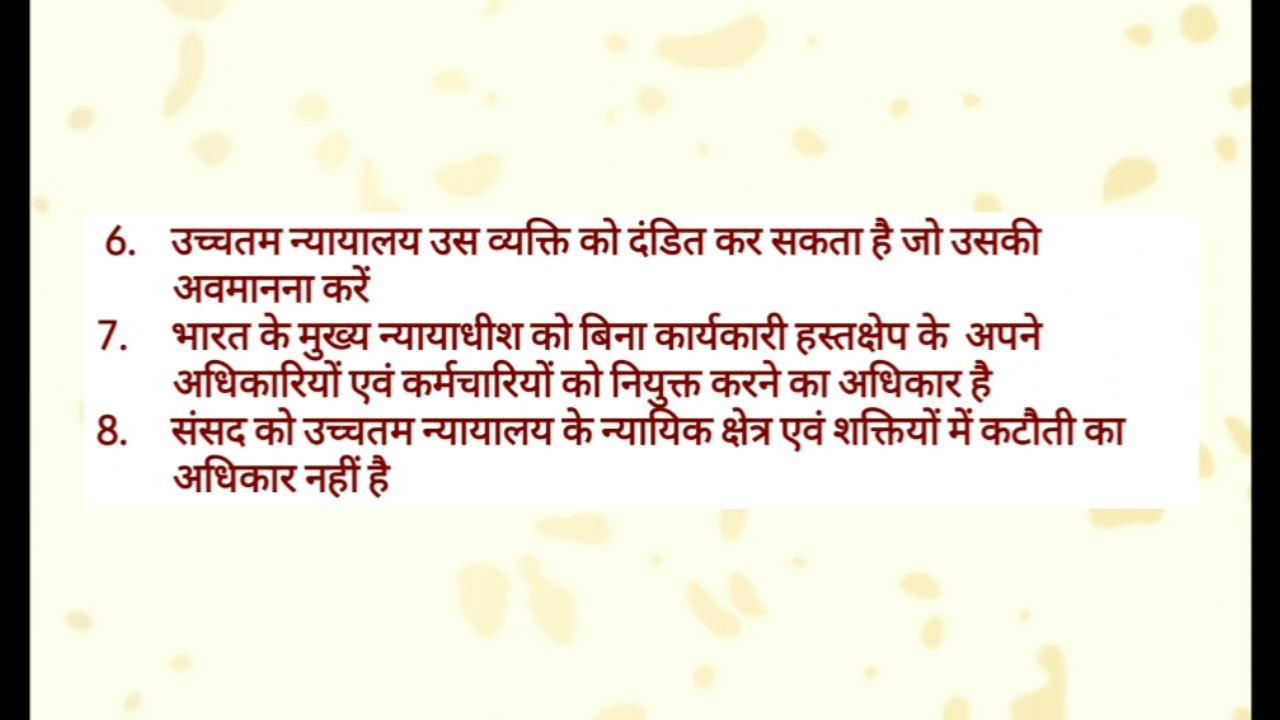 6. उच्चतम न्यायालय उस व्यक्ति को दंडित कर सकता है जो उसकी
अवमानना करें
7. भारत के मुख्य न्यायाधीश को बिना कार्यकारी हस्तक्षेप के अपने
अधिकारियों एवं कर्मचारियों को नियुक्त करने का अधिकार है
8. संसद को उच्चतम न्यायालय के न्यायिक क्षेत्र एवं शक्तियों में कटौती का
अधिकार नहीं है